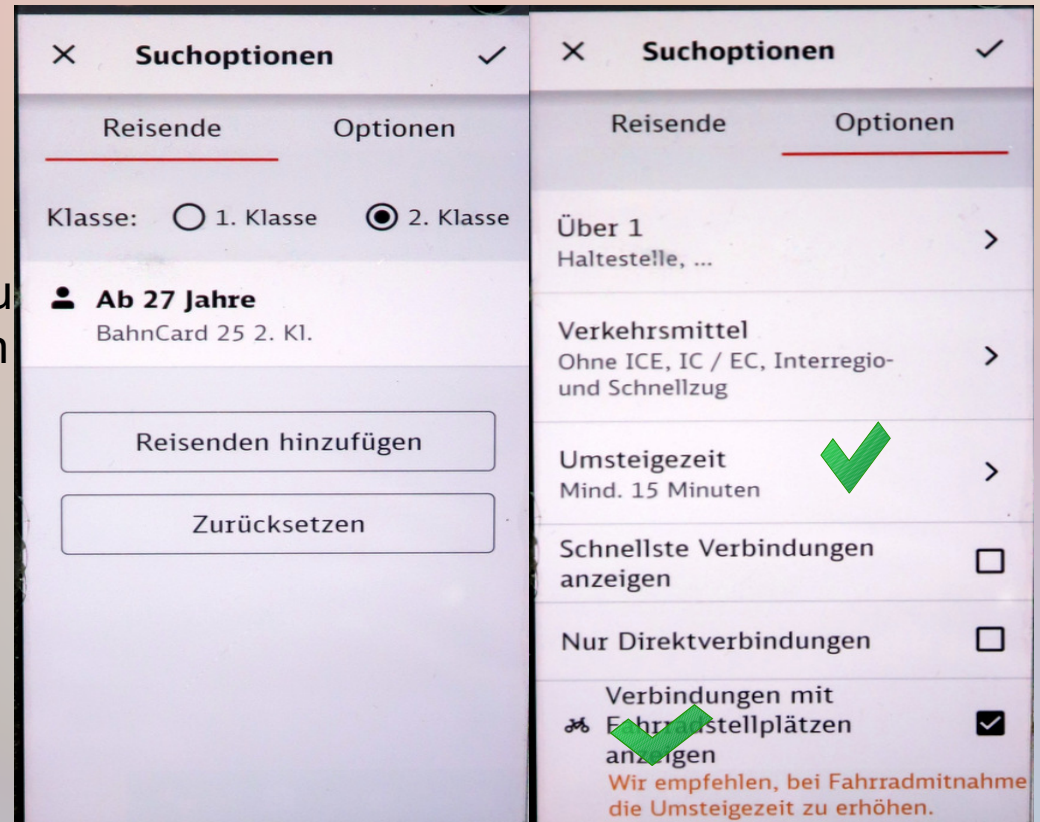 Suchoptionen
Reisende Optionen
Klasse: 1. Klasse 2. Klasse
Ab 27 Jahre
BahnCard 25 2. Kl.
Reisenden hinzufügen
Zurücksetzen
Suchoptionen
Reisende Optionen
Über 1
Haltestelle, ...
Verkehrsmittel
Ohne ICE, IC / EC, Interregio-
und Schnellzug
Umsteigezeit
Mind. 15 Minuten
Schnellste Verbindungen
anzeigen
Nur Direktverbindungen
Verbindungen mit
Fahrradstellplätzen
anzeigen
Wir empfehlen, bei Fahrradmitnahme
die Umsteigezeit zu erhöhen.